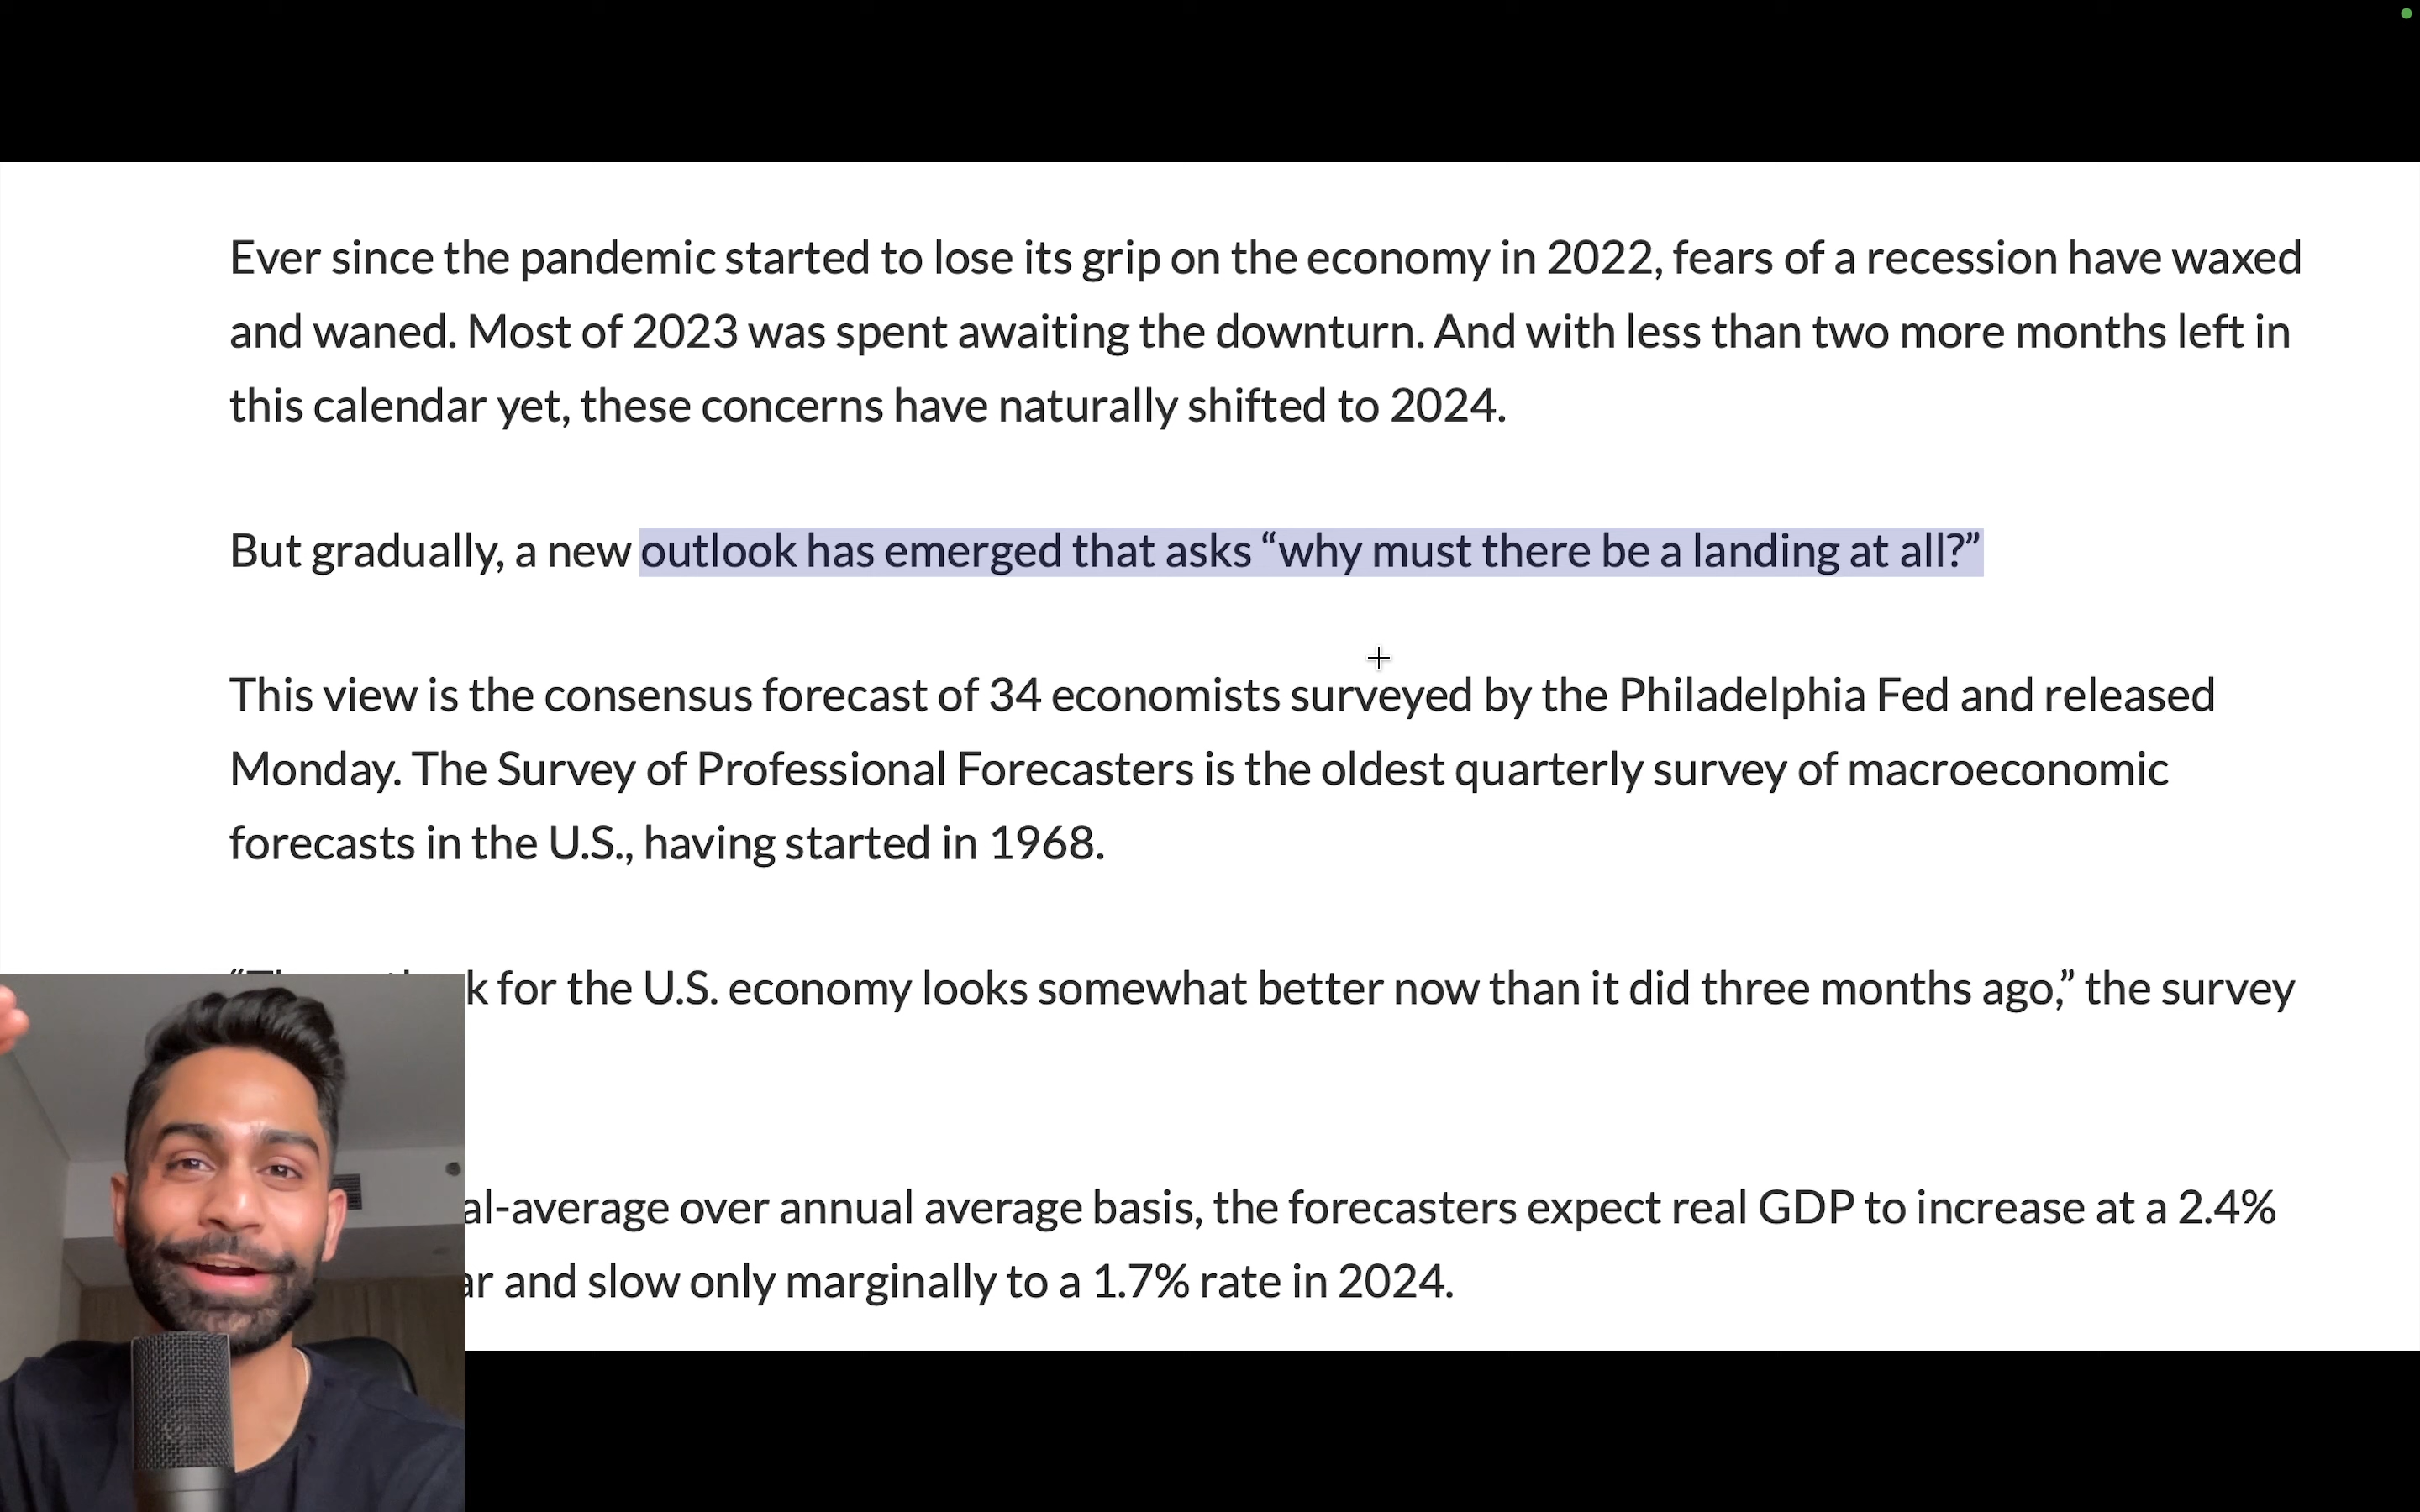 Ever since the pandemic started to lose its grip on the economy in 2022, fears of a recession have waxed
and waned. Most of 2023 was spent awaiting the downturn. And with less than two more months left in
this calendar yet, these concerns have naturally shifted to 2024.
But gradually, a new outlook has emerged that asks “why must there be a landing at all?”
This view is the consensus forecast of 34 economists surveyed by the Philadelphia Fed and released
Monday. The Survey of Professional Forecasters is the oldest quarterly survey of macroeconomic
forecasts in the U.S., having started in 1968.
for the U.S. economy looks somewhat better now than it did three months ago,” the survey
al-average over annual average basis, the forecasters expect real GDP to increase at a 2.4%
and slow only marginally to a 1.7% rate in 2024.